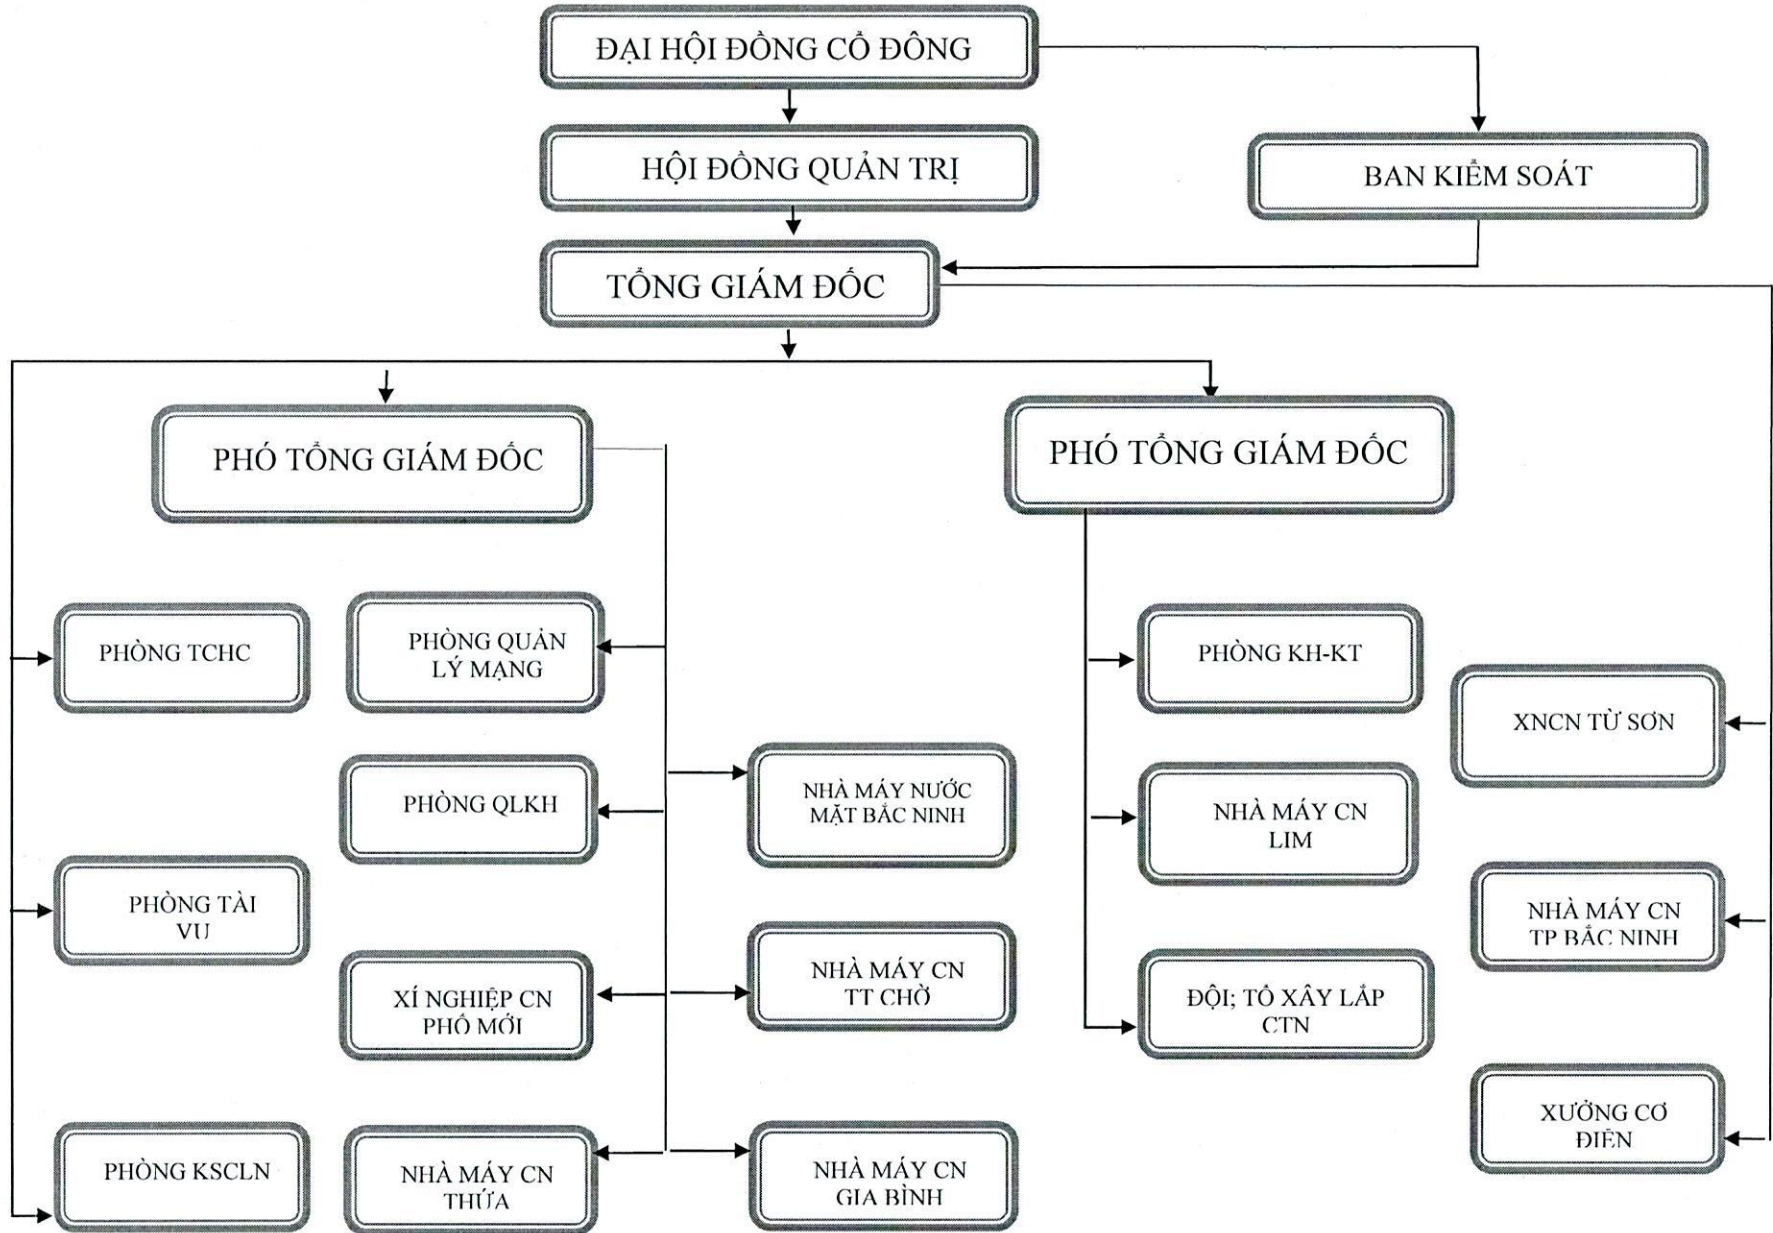 ĐẠI HỘI ĐỒNG CỔ ĐÔNG
HỘI ĐỒNG QUẢN TRỊ
BAN KIỂM SOÁT
TỔNG GIÁM ĐỐC
PHÓ TỔNG GIÁM ĐỐC
PHÓ TỔNG GIÁM ĐỐC
PHÒNG TCHC
PHÒNG QUẢN
LÝ MẠNG
PHÒNG KH-KT
XNCN TỪ SƠN
PHÒNG QLKH
NHÀ MÁY NƯỚC
MẶT BẮC NINH
NHÀ MÁY CN
LIM
PHÒNG TÀI
VỤ
NHÀ MÁY CN
TP BẮC NINH
XÍ NGHIỆP CN
PHỐ MỚI
NHÀ MÁY CN
TT CHỜ
ĐỘI; TỔ XÂY LẮP
CTN
XƯỞNG CƠ
ĐIỆN
PHÒNG KSCLN
NHÀ MÁY CN
THỨA
NHÀ MÁY CN
GIA BÌNH